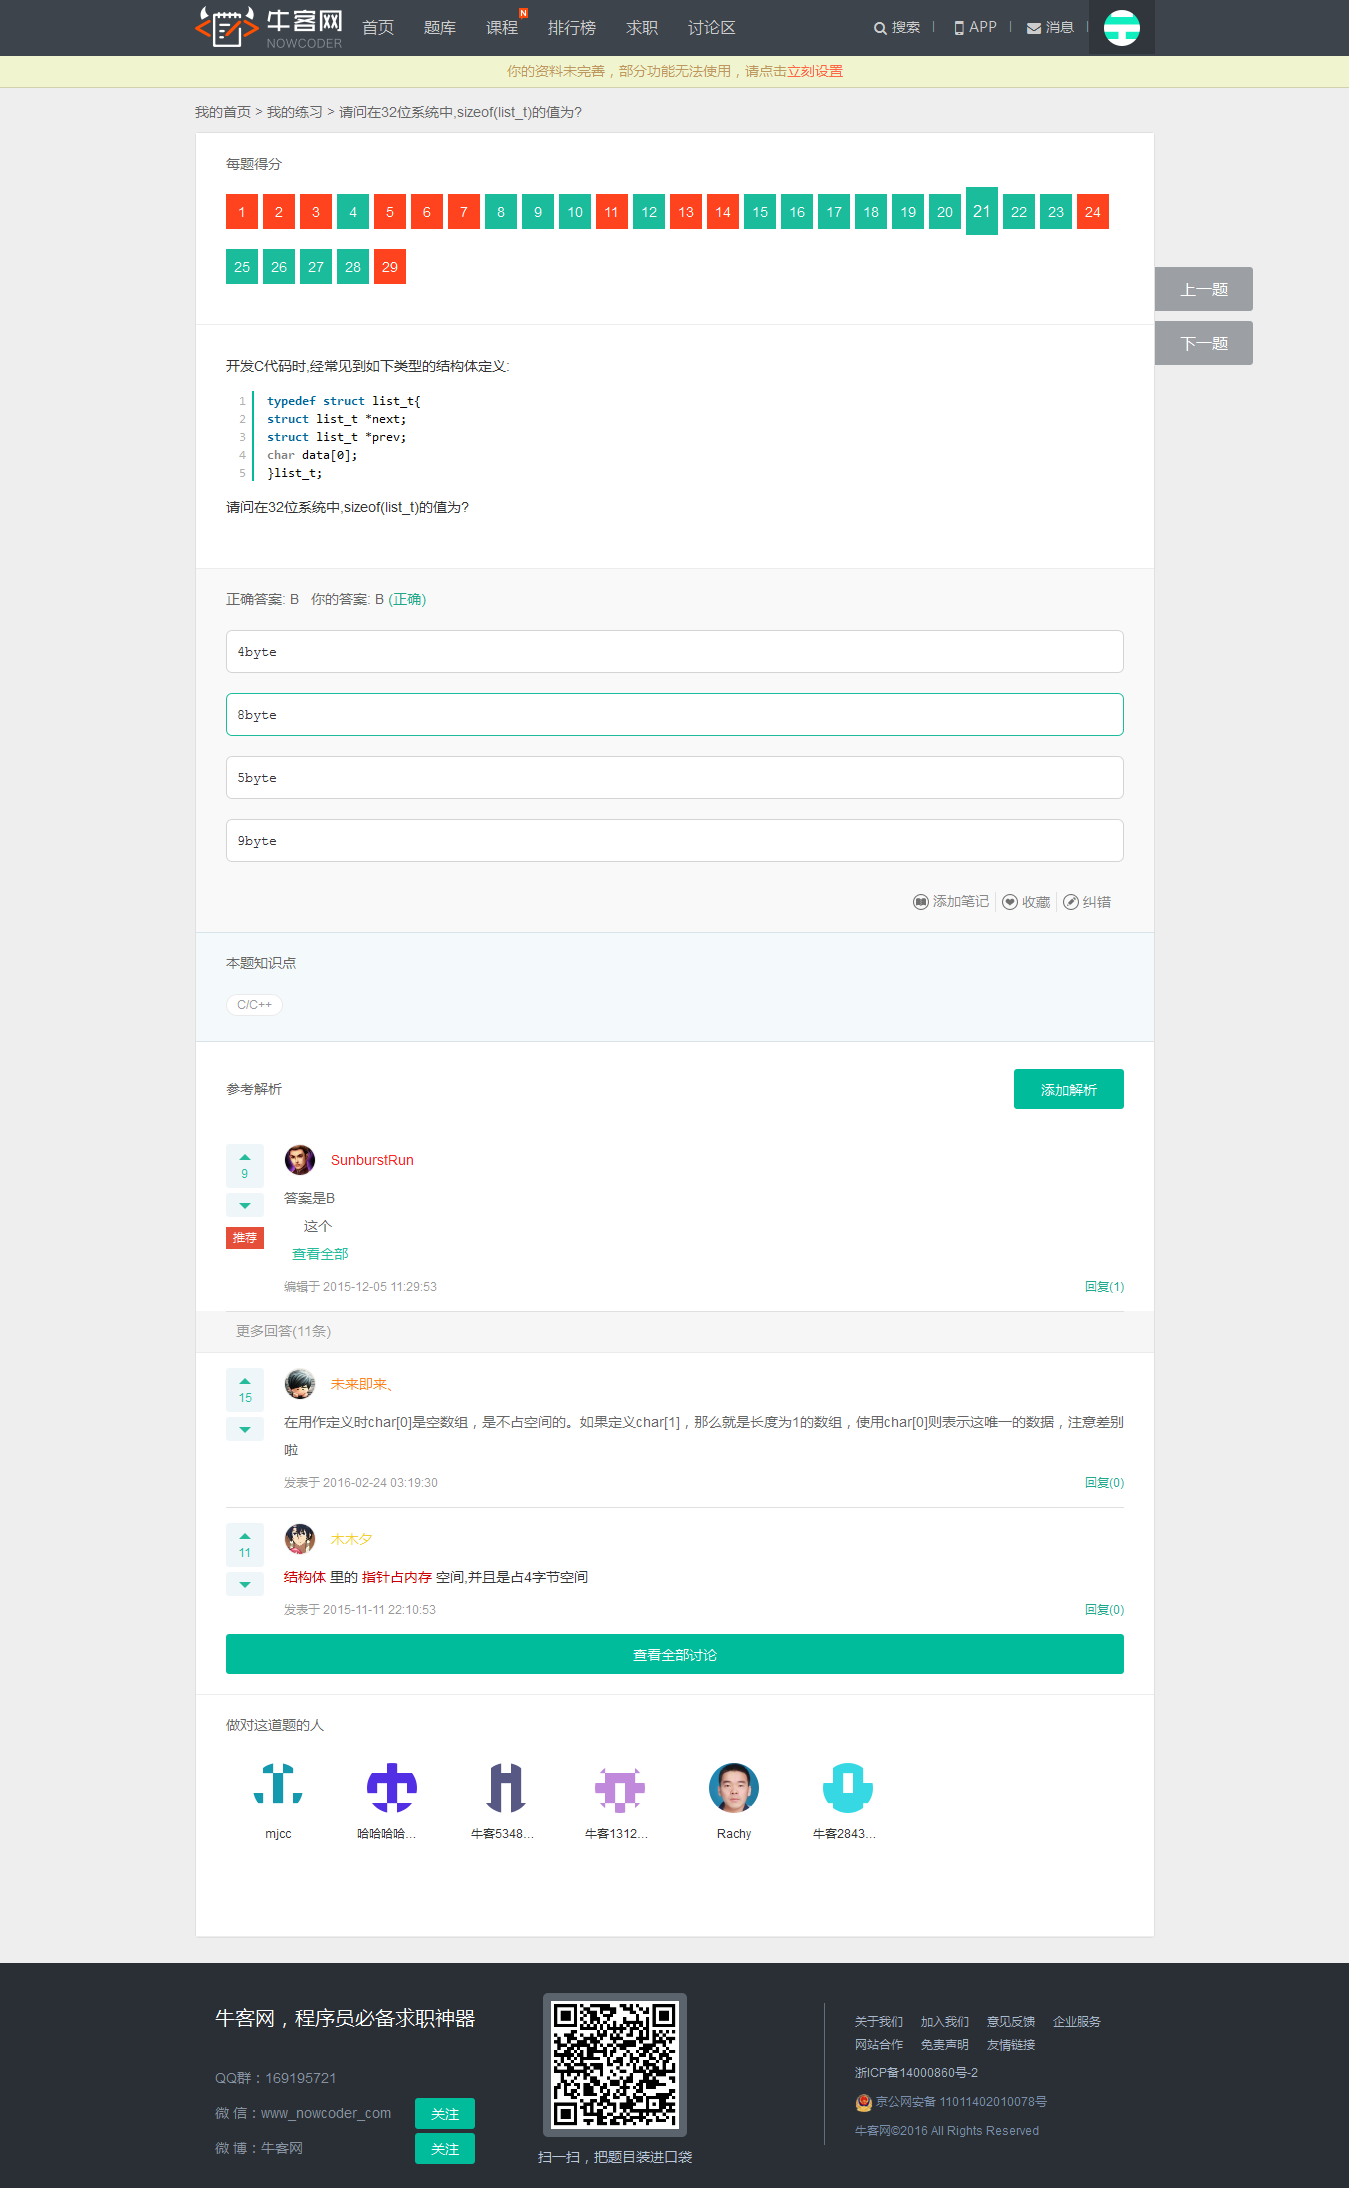 牛客网
NOWCODER
首页 题库 课程 N 排行榜 求职 讨论区 搜索 APP 消息
你的资料未完善，部分功能无法使用，请点击立刻设置
我的首页 > 我的练习 > 请问在32位系统中,sizeof(list_t)的值为?
每题得分
1 2 3 4 5 6 7 8 9 10 11 12 13 14 15 16 17 18 19 20 21 22 23 24
25 26 27 28 29
上一题
下一题
开发C代码时,经常见到如下类型的结构体定义:
1 typedef struct list_t{
2 struct list_t *next;
3 struct list_t *prev;
4 char data[0];
5 }list_t;
请问在32位系统中,sizeof(list_t)的值为?
正确答案: B 你的答案: B (正确)
4byte
8byte
5byte
9byte
添加笔记 收藏 纠错
本题知识点
C/C++
参考解析
添加解析
9
SunburstRun
答案是B
这个
推荐
查看全部
编辑于 2015-12-05 11:29:53
回复(1)
更多回答(11条)
15
未来即来、
在用作定义时char[0]是空数组，是不占空间的。如果定义char[1]，那么就是长度为1的数组，使用char[0]则表示这唯一的数据，注意差别
啦
发表于 2016-02-24 03:19:30
回复(0)
11
木木夕
结构体 里的 指针占内存 空间,并且是占4字节空间
发表于 2015-11-11 22:10:53
回复(0)
查看全部讨论
做对这道题的人
mjcc 哈哈哈哈... 牛客5348... 牛客1312... Rachy 牛客2843...
牛客网，程序员必备求职神器
QQ群：169195721
微 信：www_nowcoder_com 关注
微 博：牛客网 关注
扫一扫，把题目装进口袋
关于我们 加入我们 意见反馈 企业服务
网站合作 免责声明 友情链接
浙ICP备14000860号-2
京公网安备 11011402010078号
牛客网©2016 All Rights Reserved